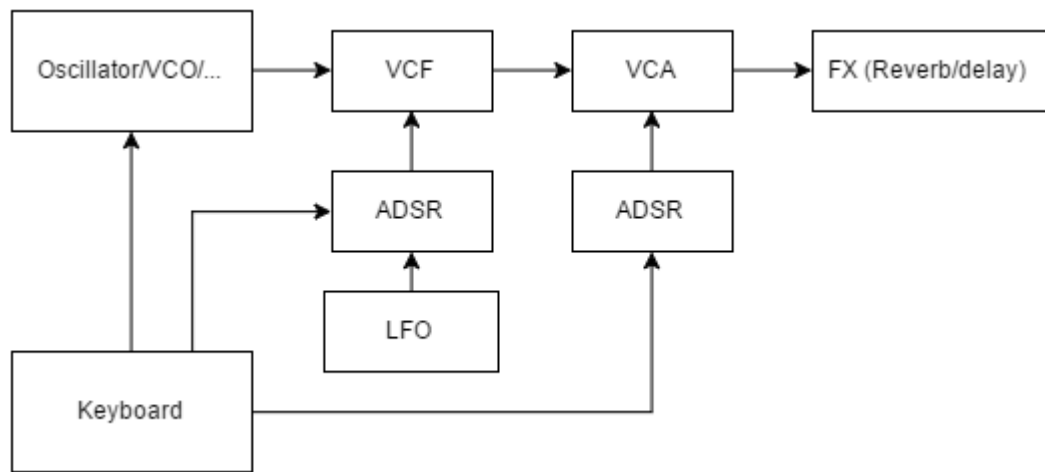 Oscillator/VCO/...
VCF
VCA
FX (Reverb/delay)
ADSR
ADSR
LFO
Keyboard